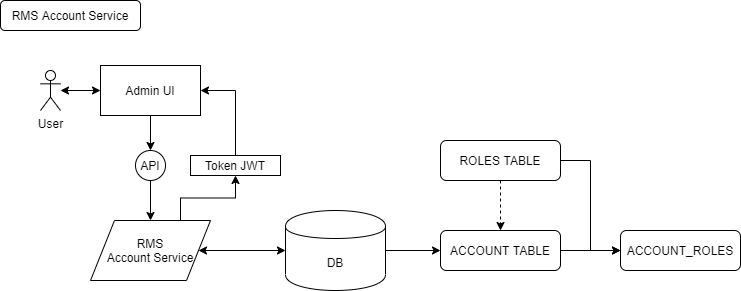 RMS Account Service
Admin UI
User
API
Token JWT
ROLES TABLE
RMS
Account Service
DB
ACCOUNT TABLE
ACCOUNT_ROLES